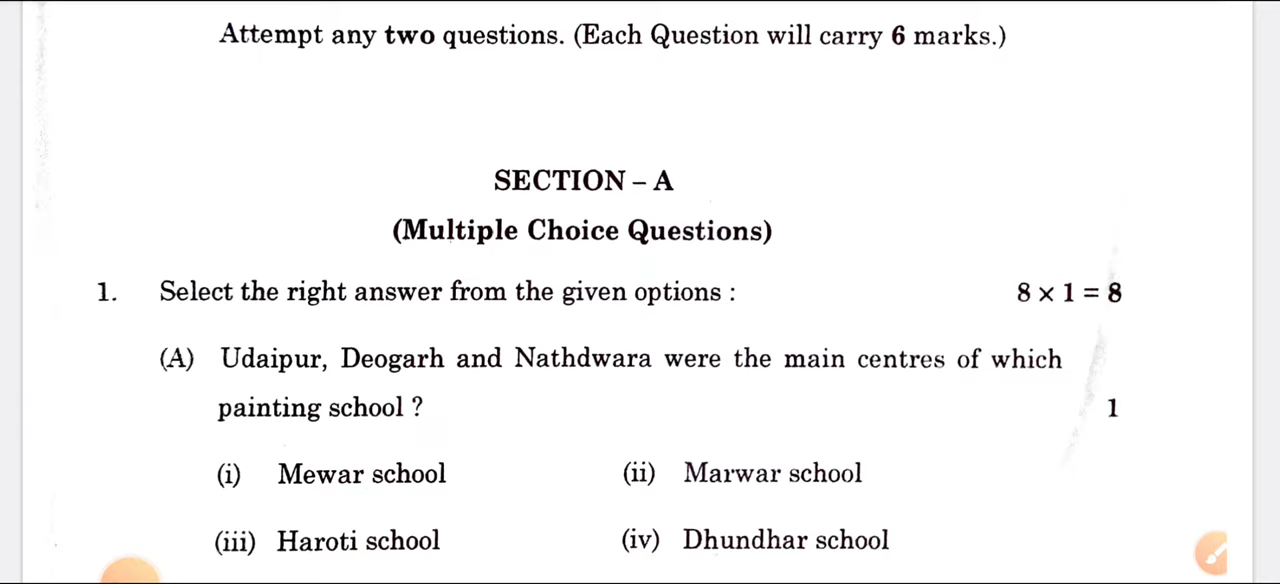 Attempt any two questions. (Each Question will carry 6 marks.)
SECTION – A
(Multiple Choice Questions)
1. Select the right answer from the given options : 8 × 1 = 8
(A) Udaipur, Deogarh and Nathdwara were the main centres of which
painting school ? 1
(i) Mewar school (ii) Marwar school
(iii) Haroti school (iv) Dhundhar school